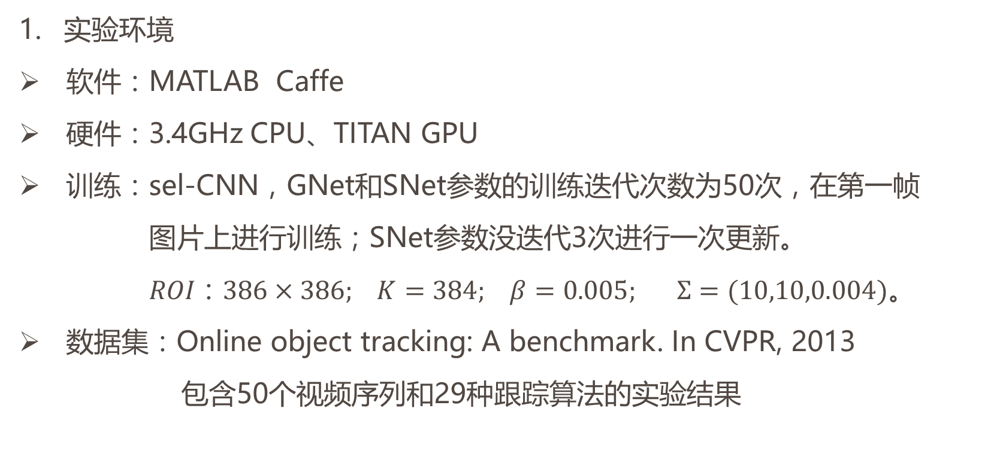 1. 实验环境
➢ 软件：MATLAB Caffe
➢ 硬件：3.4GHz CPU、TITAN GPU
➢ 训练：sel-CNN，GNet和SNet参数的训练迭代次数为50次，在第一帧
图片上进行训练；SNet参数没迭代3次进行一次更新。
ROI：386 × 386; K = 384; β = 0.005; Σ = (10,10,0.004)。
➢ 数据集：Online object tracking: A benchmark. In CVPR, 2013
包含50个视频序列和29种跟踪算法的实验结果